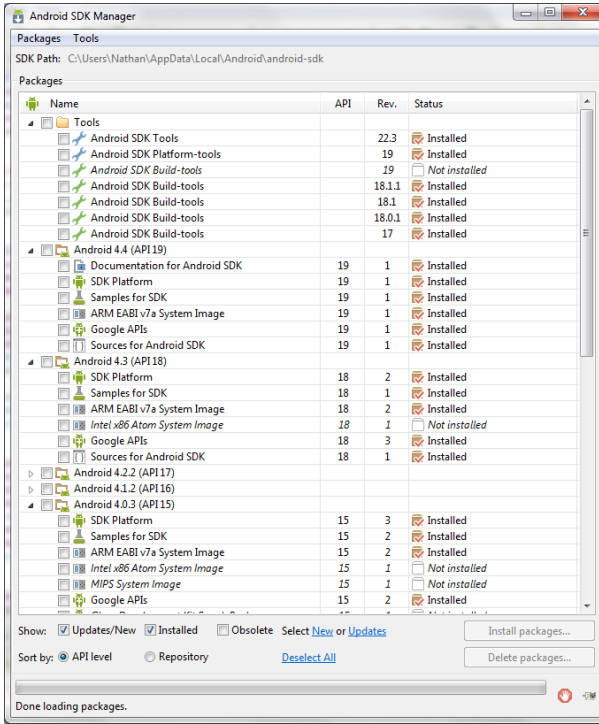 Android SDK Manager
Packages Tools
SDK Path: C:\Users\Nathan\AppData\Local\Android\android-sdk
Packages
Name API Rev. Status
Tools
Android SDK Tools 22.3 Installed
Android SDK Platform-tools 19 Installed
Android SDK Build-tools 19 Not installed
Android SDK Build-tools 18.1.1 Installed
Android SDK Build-tools 18.1 Installed
Android SDK Build-tools 18.0.1 Installed
Android SDK Build-tools 17 Installed
Android 4.4 (API 19)
Documentation for Android SDK 19 1 Installed
SDK Platform 19 1 Installed
Samples for SDK 19 1 Installed
ARM EABI v7a System Image 19 1 Installed
Google APIs 19 1 Installed
Sources for Android SDK 19 1 Installed
Android 4.3 (API 18)
SDK Platform 18 2 Installed
Samples for SDK 18 1 Installed
ARM EABI v7a System Image 18 2 Installed
Intel x86 Atom System Image 18 1 Not installed
Google APIs 18 3 Installed
Sources for Android SDK 18 1 Installed
Android 4.2.2 (API 17)
Android 4.1.2 (API 16)
Android 4.0.3 (API 15)
SDK Platform 15 3 Installed
Samples for SDK 15 2 Installed
ARM EABI v7a System Image 15 2 Installed
Intel x86 Atom System Image 15 1 Not installed
MIPS System Image 15 1 Not installed
Google APIs 15 2 Installed
Show: Updates/New Installed Obsolete Select New or Updates Install packages...
Sort by: API level Repository Deselect All Delete packages...
Done loading packages.